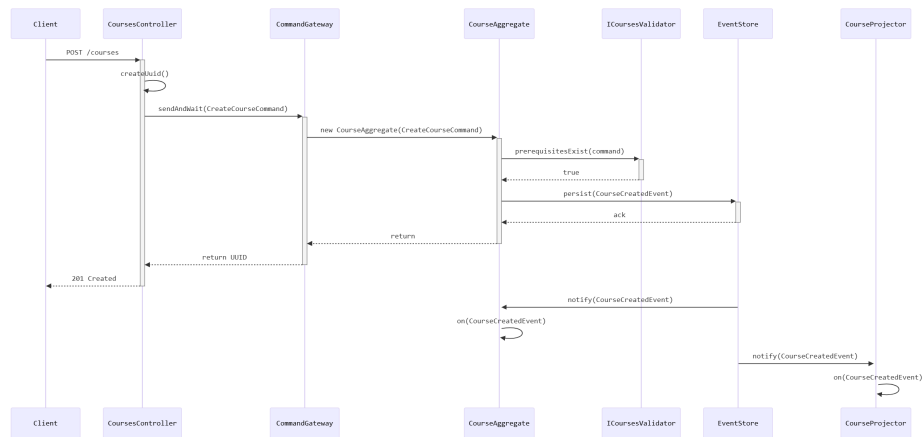 Client CoursesController CommandGateway CourseAggregate ICoursesValidator EventStore CourseProjector
POST /courses
createUuid()
sendAndWait(CreateCourseCommand)
new CourseAggregate(CreateCourseCommand)
prerequisitesExist(command)
true
persist(CourseCreatedEvent)
ack
return
return UUID
201 Created
notify(CourseCreatedEvent)
on(CourseCreatedEvent)
notify(CourseCreatedEvent)
on(CourseCreatedEvent)
Client CoursesController CommandGateway CourseAggregate ICoursesValidator EventStore CourseProjector